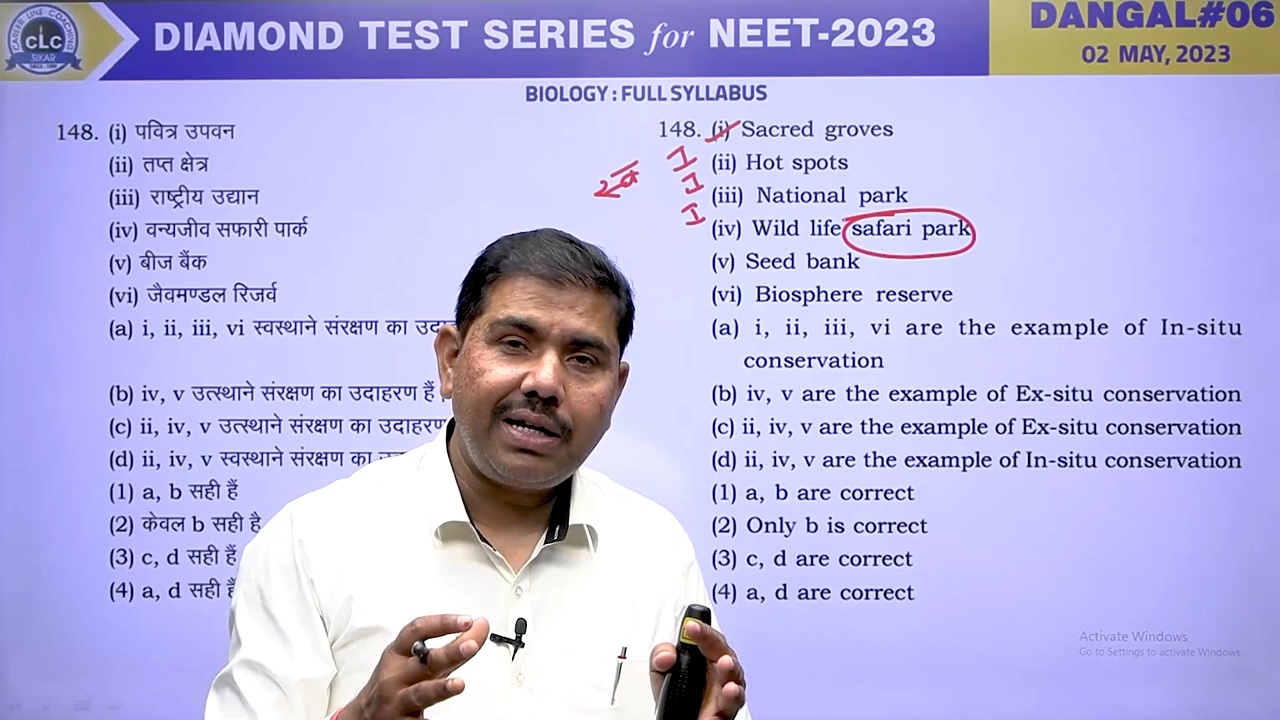 CAREER LINE COACHING
CLC
SIKAR
SINCE 1996
DIAMOND TEST SERIES for NEET-2023
DANGAL#06
02 MAY, 2023
BIOLOGY : FULL SYLLABUS
148. (i) पवित्र उपवन
(ii) तप्त क्षेत्र
(iii) राष्ट्रीय उद्यान
(iv) वन्यजीव सफारी पार्क
(v) बीज बैंक
(vi) जैवमण्डल रिजर्व
(a) i, ii, iii, vi स्वस्थाने संरक्षण का
(b) iv, v उत्स्थाने संरक्षण का उदाहरण हैं
(c) ii, iv, v उत्स्थाने संरक्षण का उदाहरण
(d) ii, iv, v स्वस्थाने संरक्षण का
(1) a, b सही हैं
(2) केवल b सही है
(3) c, d सही हैं
(4) a, d सही
148. (i) Sacred groves
I (ii) Hot spots
I (iii) National park
I (iv) Wild life safari park
(v) Seed bank
(vi) Biosphere reserve
(a) i, ii, iii, vi are the example of In-situ
conservation
(b) iv, v are the example of Ex-situ conservation
(c) ii, iv, v are the example of Ex-situ conservation
(d) ii, iv, v are the example of In-situ conservation
(1) a, b are correct
(2) Only b is correct
(3) c, d are correct
(4) a, d are correct
Activate Windows
Go to Settings to activate Windows.